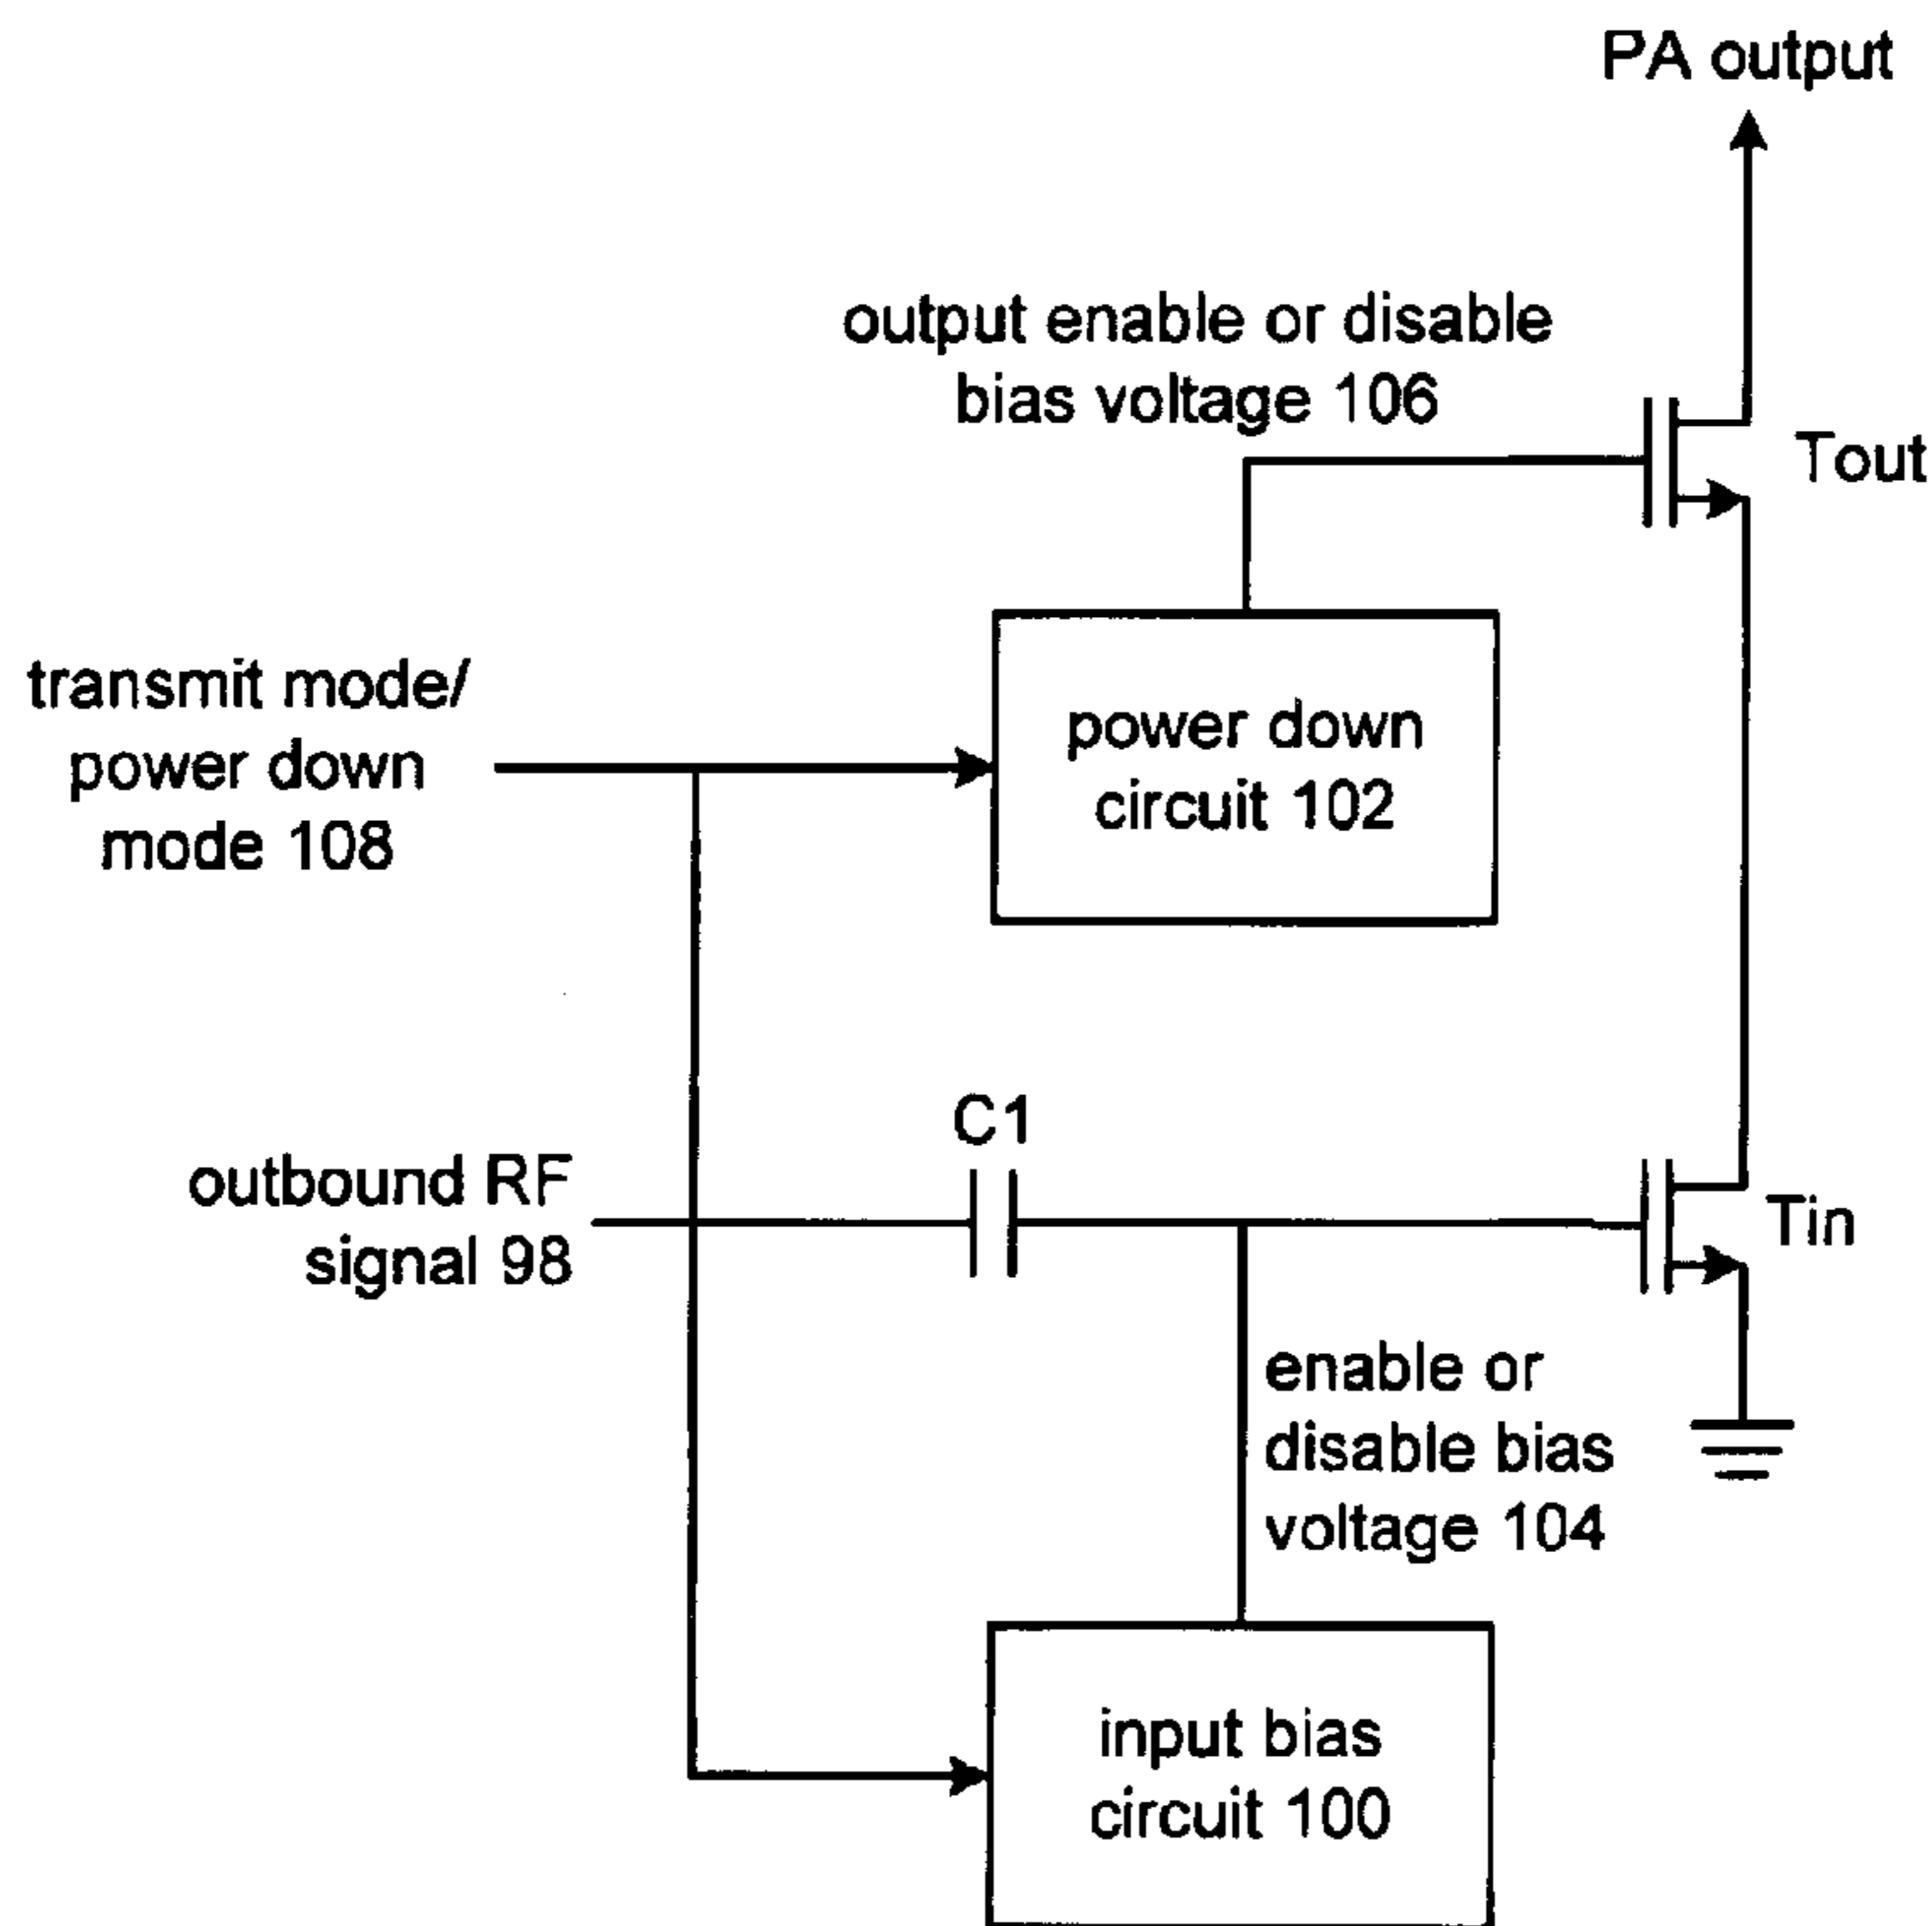 PA output
output enable or disable
bias voltage 106
Tout
transmit mode/
power down
mode 108
power down
circuit 102
C1
outbound RF
signal 98
Tin
enable or
disable bias
voltage 104
input bias
circuit 100